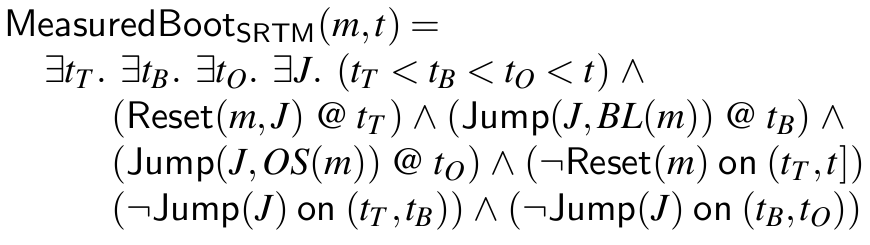 MeasuredBoot_SRTM(m, t) =
∃t_T. ∃t_B. ∃t_O. ∃J. (t_T < t_B < t_O < t) ∧
(Reset(m, J) @ t_T) ∧ (Jump(J, BL(m)) @ t_B) ∧
(Jump(J, OS(m)) @ t_O) ∧ (¬Reset(m) on (t_T, t])
(¬Jump(J) on (t_T, t_B)) ∧ (¬Jump(J) on (t_B, t_O))